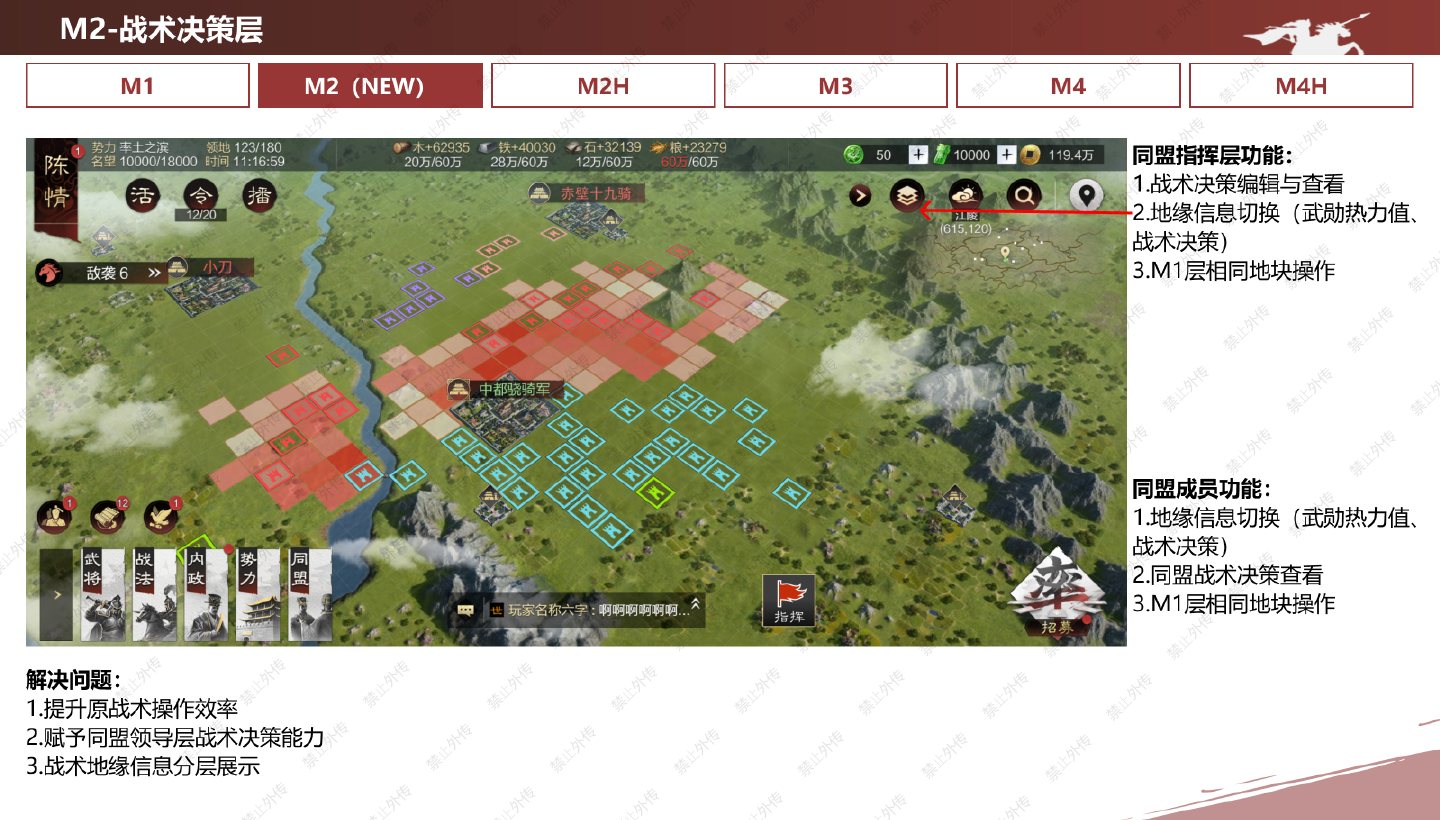 M2-战术决策层
M1
M2（NEW）
M2H
M3
M4
M4H
陈情
1
势力 率土之滨
领地 123/180
名望 10000/18000
时间 11:16:59
木+62935
20万/60万
铁+40030
28万/60万
石+32139
12万/60万
粮+23279
60万/60万
50
10000
119.4万
活
令
播
12/20
赤壁十九骑
江陵
(615,120)
敌袭 6
小刀
中都骁骑军
1
12
1
武将
战法
内政
势力
同盟
世 玩家名称六字：啊啊啊啊啊啊...
指挥
率
招募
同盟指挥层功能：
1.战术决策编辑与查看
2.地缘信息切换（武勋热力值、
战术决策）
3.M1层相同地块操作
同盟成员功能：
1.地缘信息切换（武勋热力值、
战术决策）
2.同盟战术决策查看
3.M1层相同地块操作
解决问题：
1.提升原战术操作效率
2.赋予同盟领导层战术决策能力
3.战术地缘信息分层展示
禁止外传